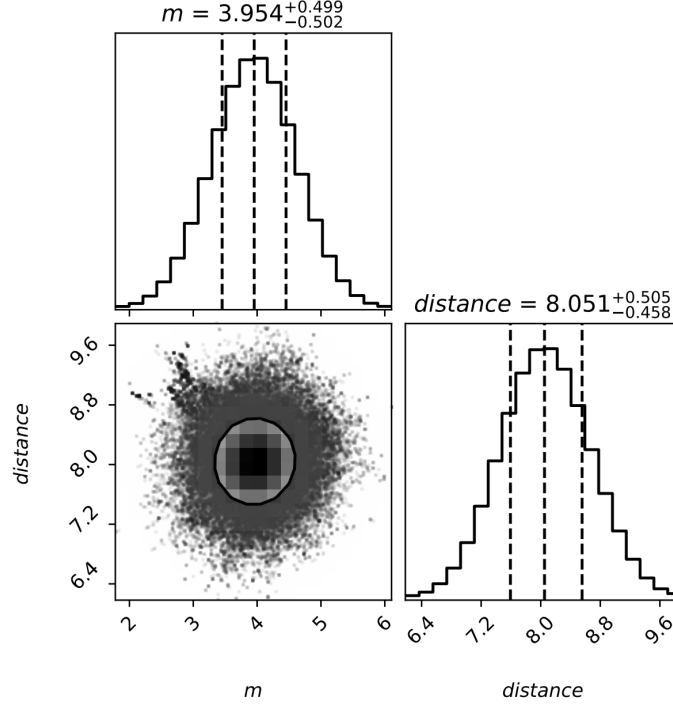 m = 3.954+0.499−0.502
distance = 8.051+0.505−0.458
9.6
8.8
8.0
7.2
6.4
distance
2 3 4 5 6
6.4 7.2 8.0 8.8 9.6
m
distance